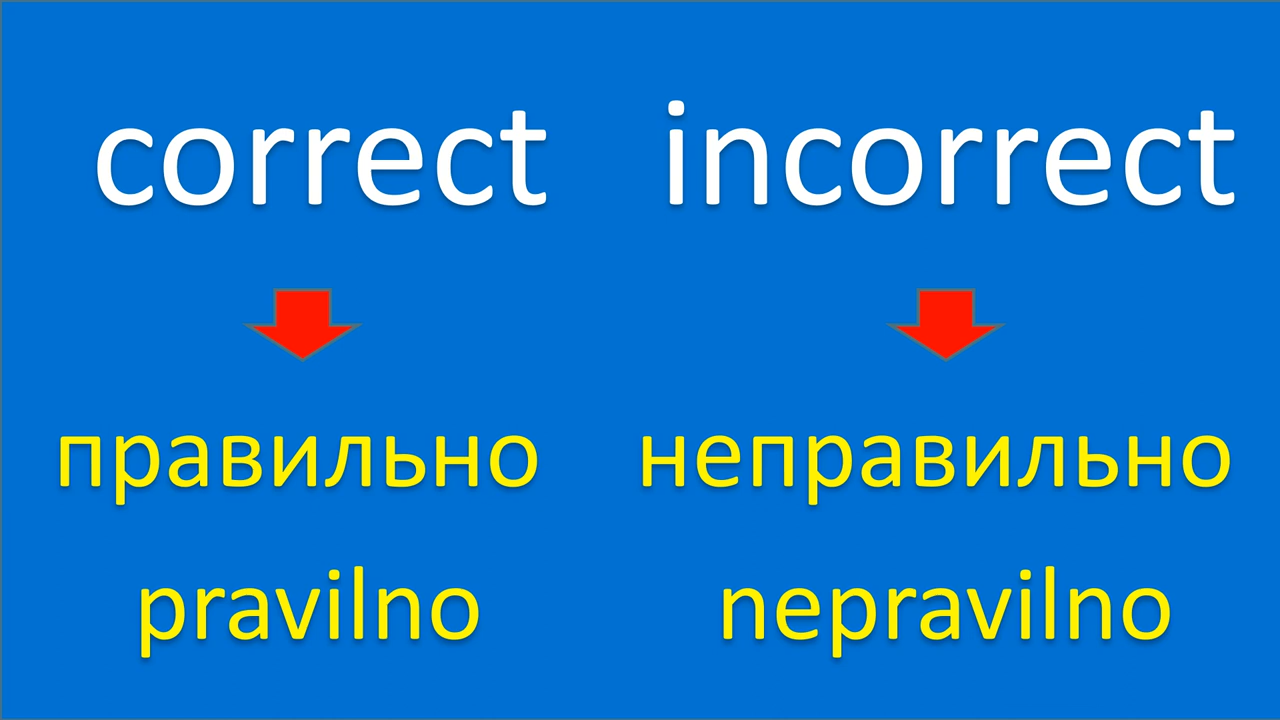 correct incorrect
правильно неправильно
pravilno nepravilno